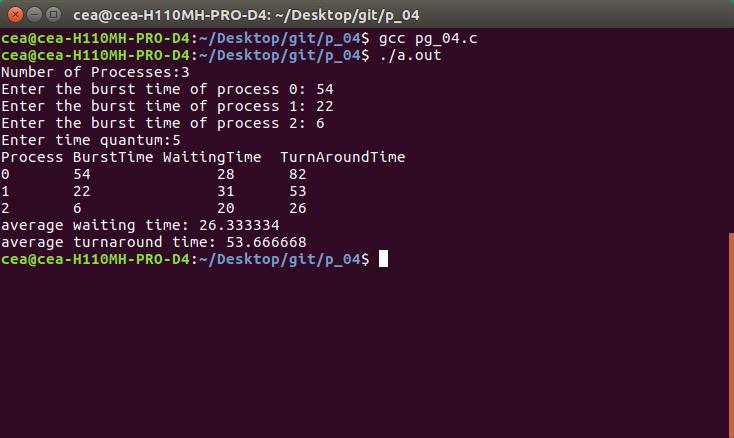 cea@cea-H110MH-PRO-D4: ~/Desktop/git/p_04
cea@cea-H110MH-PRO-D4:~/Desktop/git/p_04$ gcc pg_04.c
cea@cea-H110MH-PRO-D4:~/Desktop/git/p_04$ ./a.out
Number of Processes:3
Enter the burst time of process 0: 54
Enter the burst time of process 1: 22
Enter the burst time of process 2: 6
Enter time quantum:5
Process BurstTime WaitingTime  TurnAroundTime
0       54              28      82
1       22              31      53
2       6               20      26
average waiting time: 26.333334
average turnaround time: 53.666668
cea@cea-H110MH-PRO-D4:~/Desktop/git/p_04$